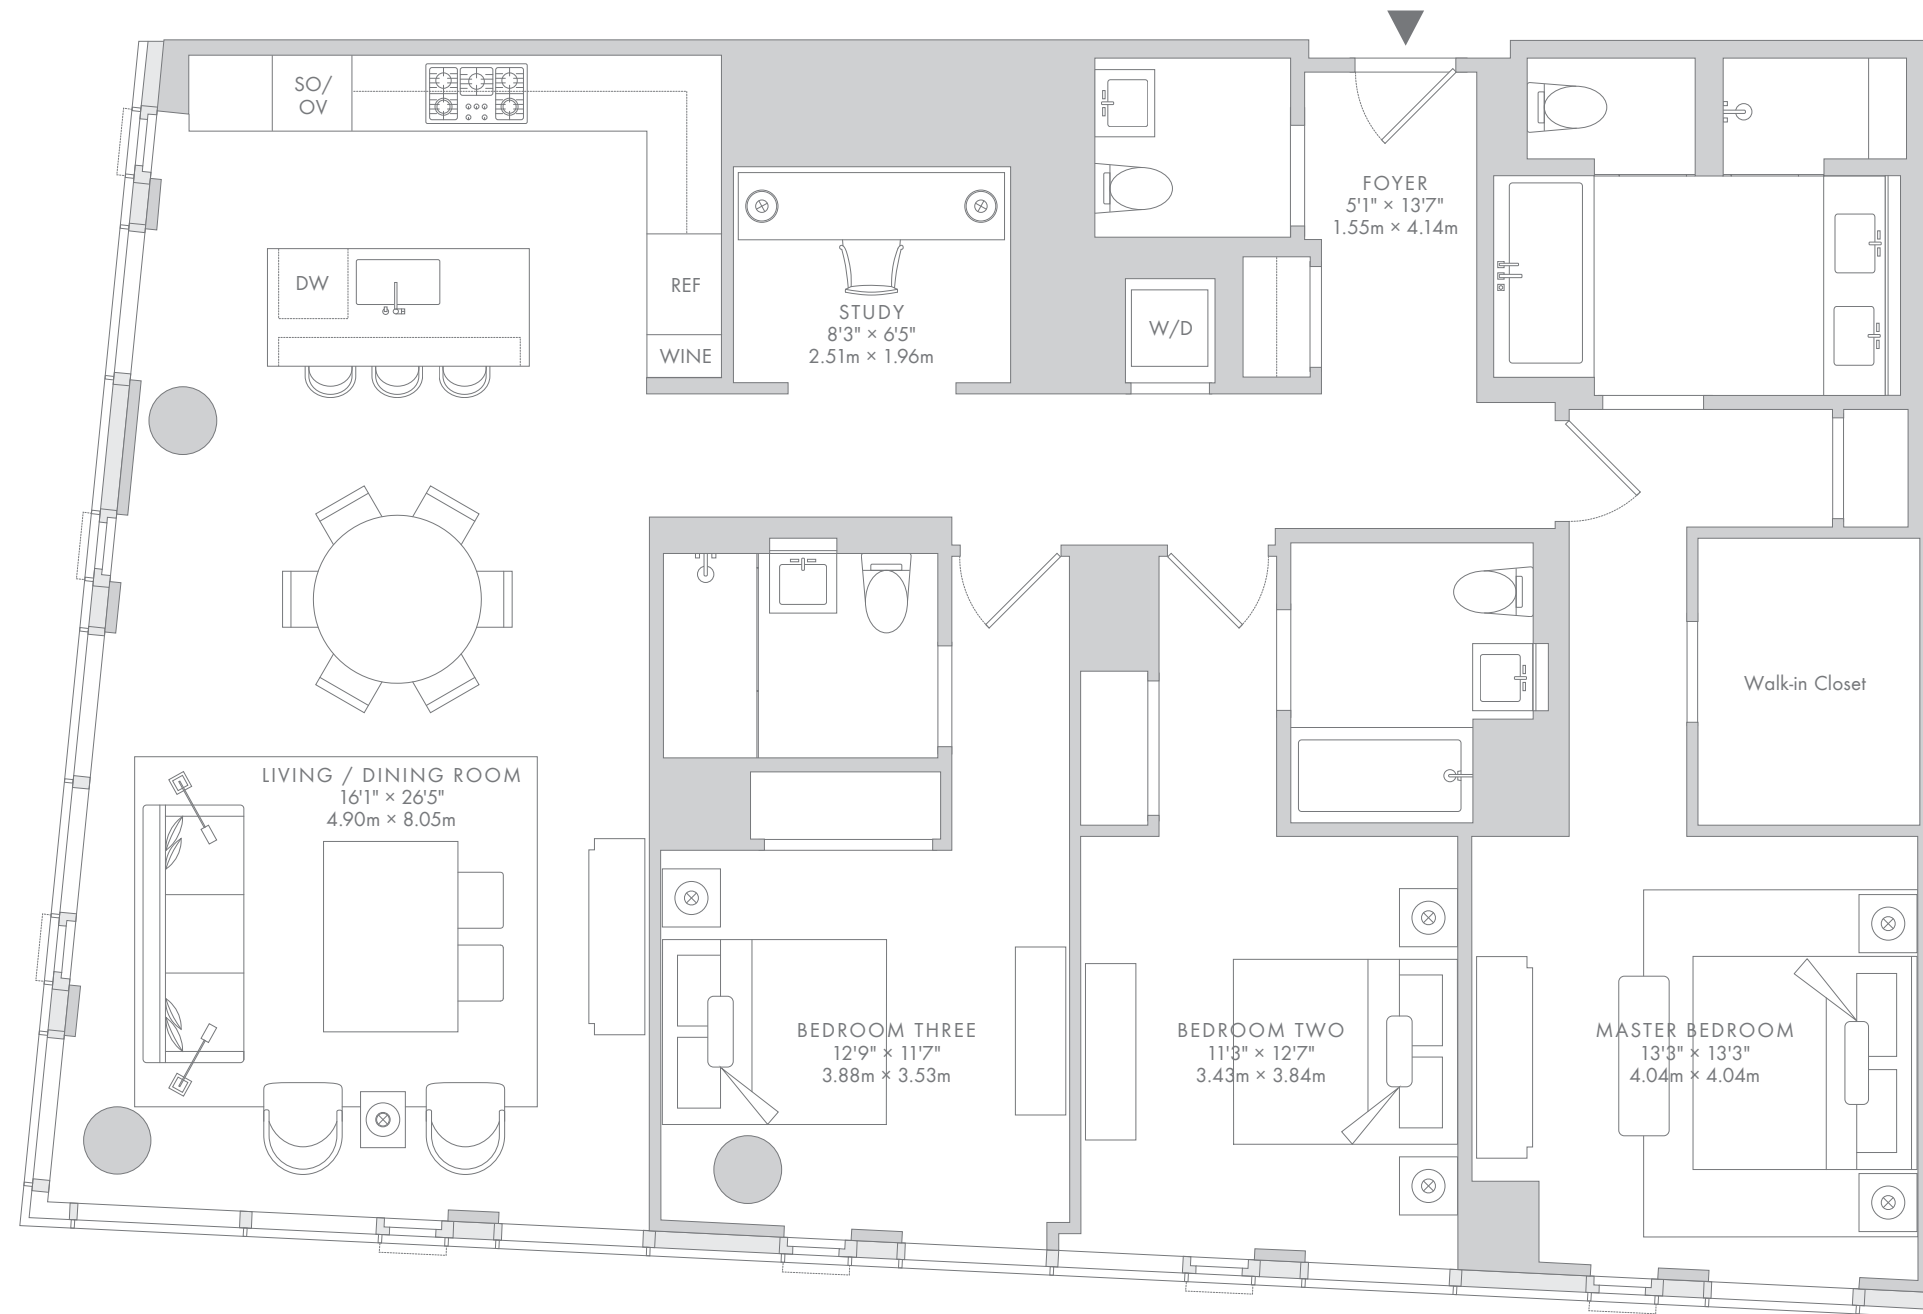 SO/
OV
FOYER
5'1" × 13'7"
1.55m × 4.14m
DW
REF
STUDY
8'3" × 6'5"
2.51m × 1.96m
W/D
WINE
Walk-in Closet
LIVING / DINING ROOM
16'1" × 26'5"
4.90m × 8.05m
BEDROOM THREE
12'9" × 11'7"
3.88m × 3.53m
BEDROOM TWO
11'3" × 12'7"
3.43m × 3.84m
MASTER BEDROOM
13'3" × 13'3"
4.04m × 4.04m